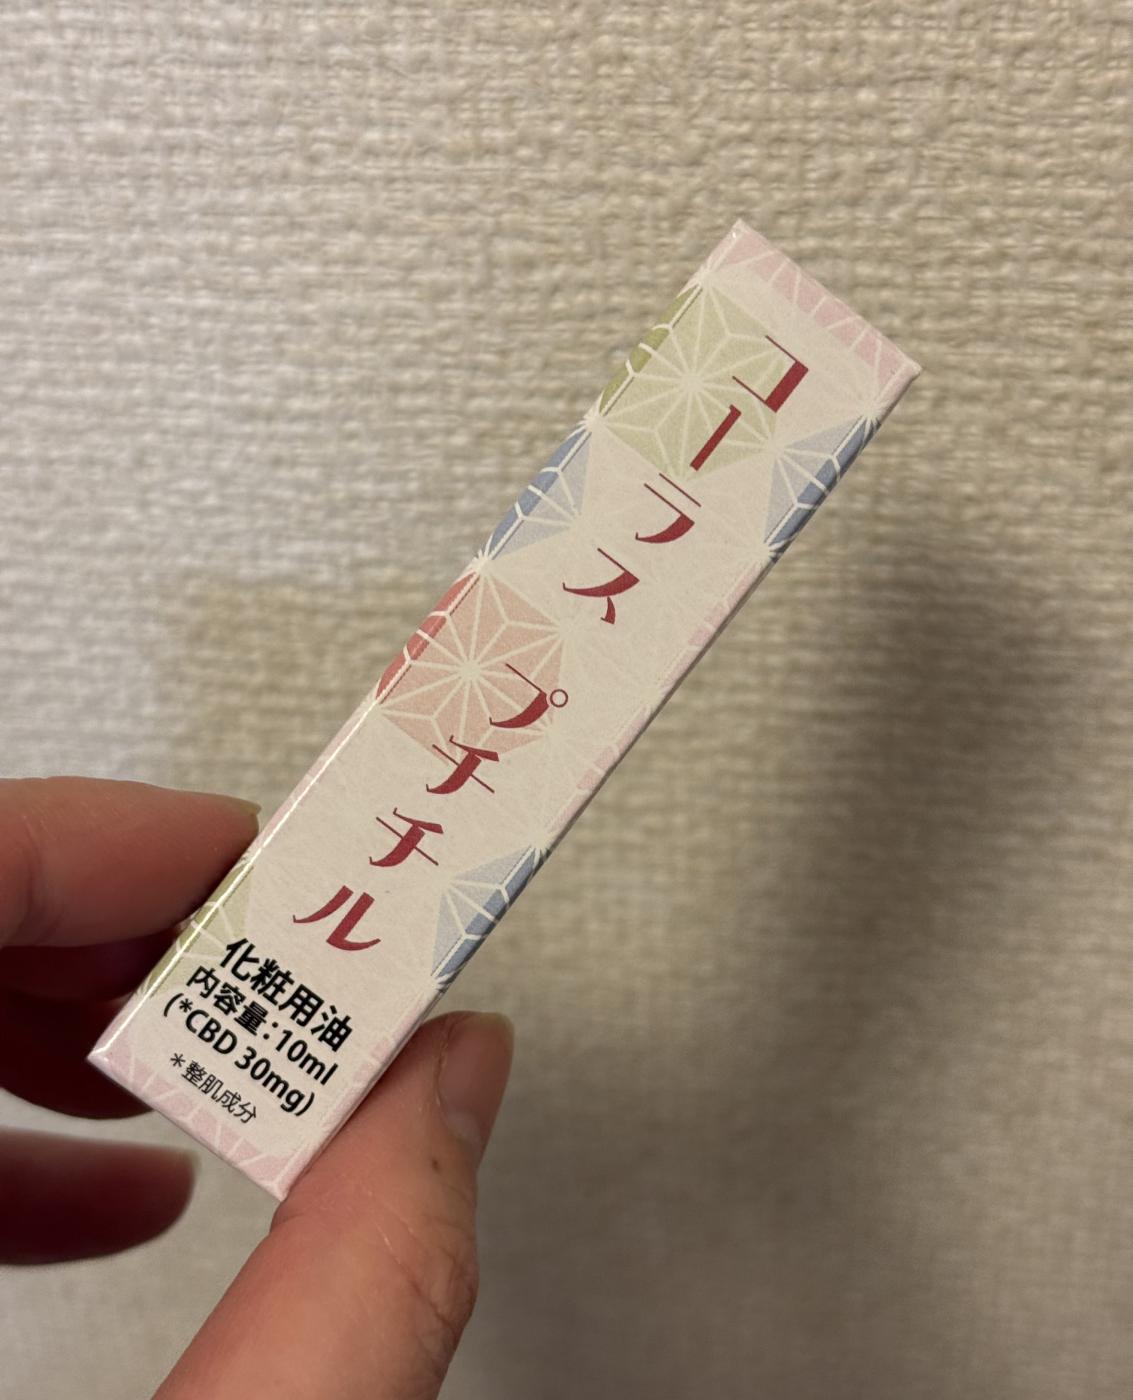 コーラス プチチル
化粧用油
内容量:10ml
(*CBD 30mg)
*整肌成分